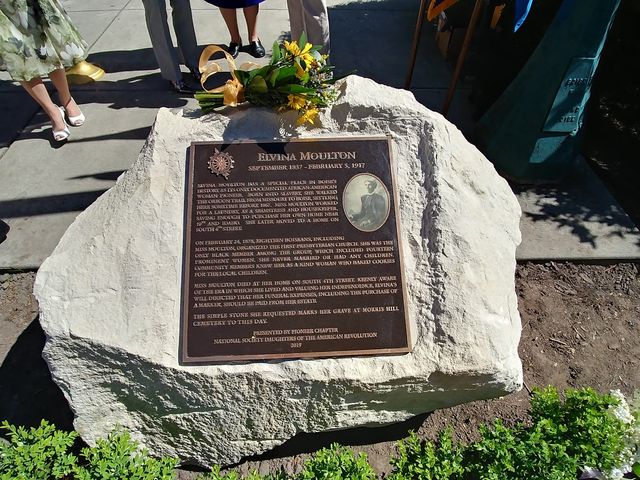 ELVINA MOULTON
SEPTEMBER 1837 - FEBRUARY 5, 1917
ELVINA MOULTON HAS A SPECIAL PLACE IN BOISE'S
HISTORY AS ITS ONLY DOCUMENTED AFRICAN-AMERICAN
WOMAN PIONEER. BORN INTO SLAVERY, SHE WALKED
THE OREGON TRAIL FROM MISSOURI TO BOISE, SETTLING
HERE SOMETIME BEFORE 1867. MISS MOULTON WORKED
FOR A LAUNDRY, AS A SEAMSTRESS AND HOUSEKEEPER,
SAVING ENOUGH TO PURCHASE HER OWN HOME NEAR
AND IDAHO. SHE LATER MOVED TO A HOME ON
SOUTH 4TH STREET.
ON FEBRUARY 24, 1878, EIGHTEEN BOISEANS, INCLUDING
MISS MOULTON, ORGANIZED THE FIRST PRESBYTERIAN CHURCH. SHE WAS THE
ONLY BLACK MEMBER AMONG THE GROUP, WHICH INCLUDED FOURTEEN
PROMINENT WOMEN. SHE NEVER MARRIED OR HAD ANY CHILDREN.
COMMUNITY MEMBERS KNEW HER AS A KIND WOMAN WHO BAKED COOKIES
FOR THE LOCAL CHILDREN.
MISS MOULTON DIED AT HER HOME ON SOUTH 4TH STREET. KEENLY AWARE
OF THE ERA IN WHICH SHE LIVED AND VALUING HER INDEPENDENCE, ELVINA'S
WILL DIRECTED THAT HER FUNERAL EXPENSES, INCLUDING THE PURCHASE OF
A MARKER, SHOULD BE PAID FROM HER ESTATE.
THE SIMPLE STONE SHE REQUESTED MARKS HER GRAVE AT MORRIS HILL
CEMETERY TO THIS DAY.
PRESENTED BY PIONEER CHAPTER
NATIONAL SOCIETY DAUGHTERS OF THE AMERICAN REVOLUTION
2019